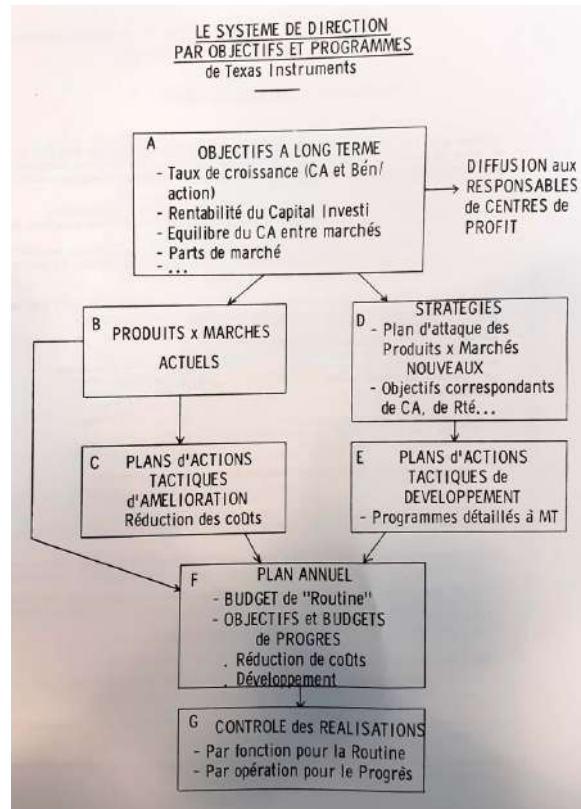 LE SYSTEME DE DIRECTION
PAR OBJECTIFS ET PROGRAMMES
de Texas Instruments
A
OBJECTIFS A LONG TERME
- Taux de croissance (CA et Bén/
action)
- Rentabilité du Capital Investi
- Equilibre du CA entre marchés
- Parts de marché
- ...
DIFFUSION aux
RESPONSABLES
de CENTRES de
PROFIT
B
PRODUITS x MARCHES
ACTUELS
D
STRATEGIES
- Plan d'attaque des
Produits x Marchés
NOUVEAUX
- Objectifs correspondants
de CA, de Rté...
C
PLANS d'ACTIONS
TACTIQUES
d'AMELIORATION
Réduction des coûts
E
PLANS d'ACTIONS
TACTIQUES de
DEVELOPPEMENT
- Programmes détaillés à MT
F
PLAN ANNUEL
- BUDGET de "Routine"
- OBJECTIFS et BUDGETS
de PROGRES
. Réduction de coûts
. Développement
G
CONTROLE des REALISATIONS
- Par fonction pour la Routine
- Par opération pour le Progrès